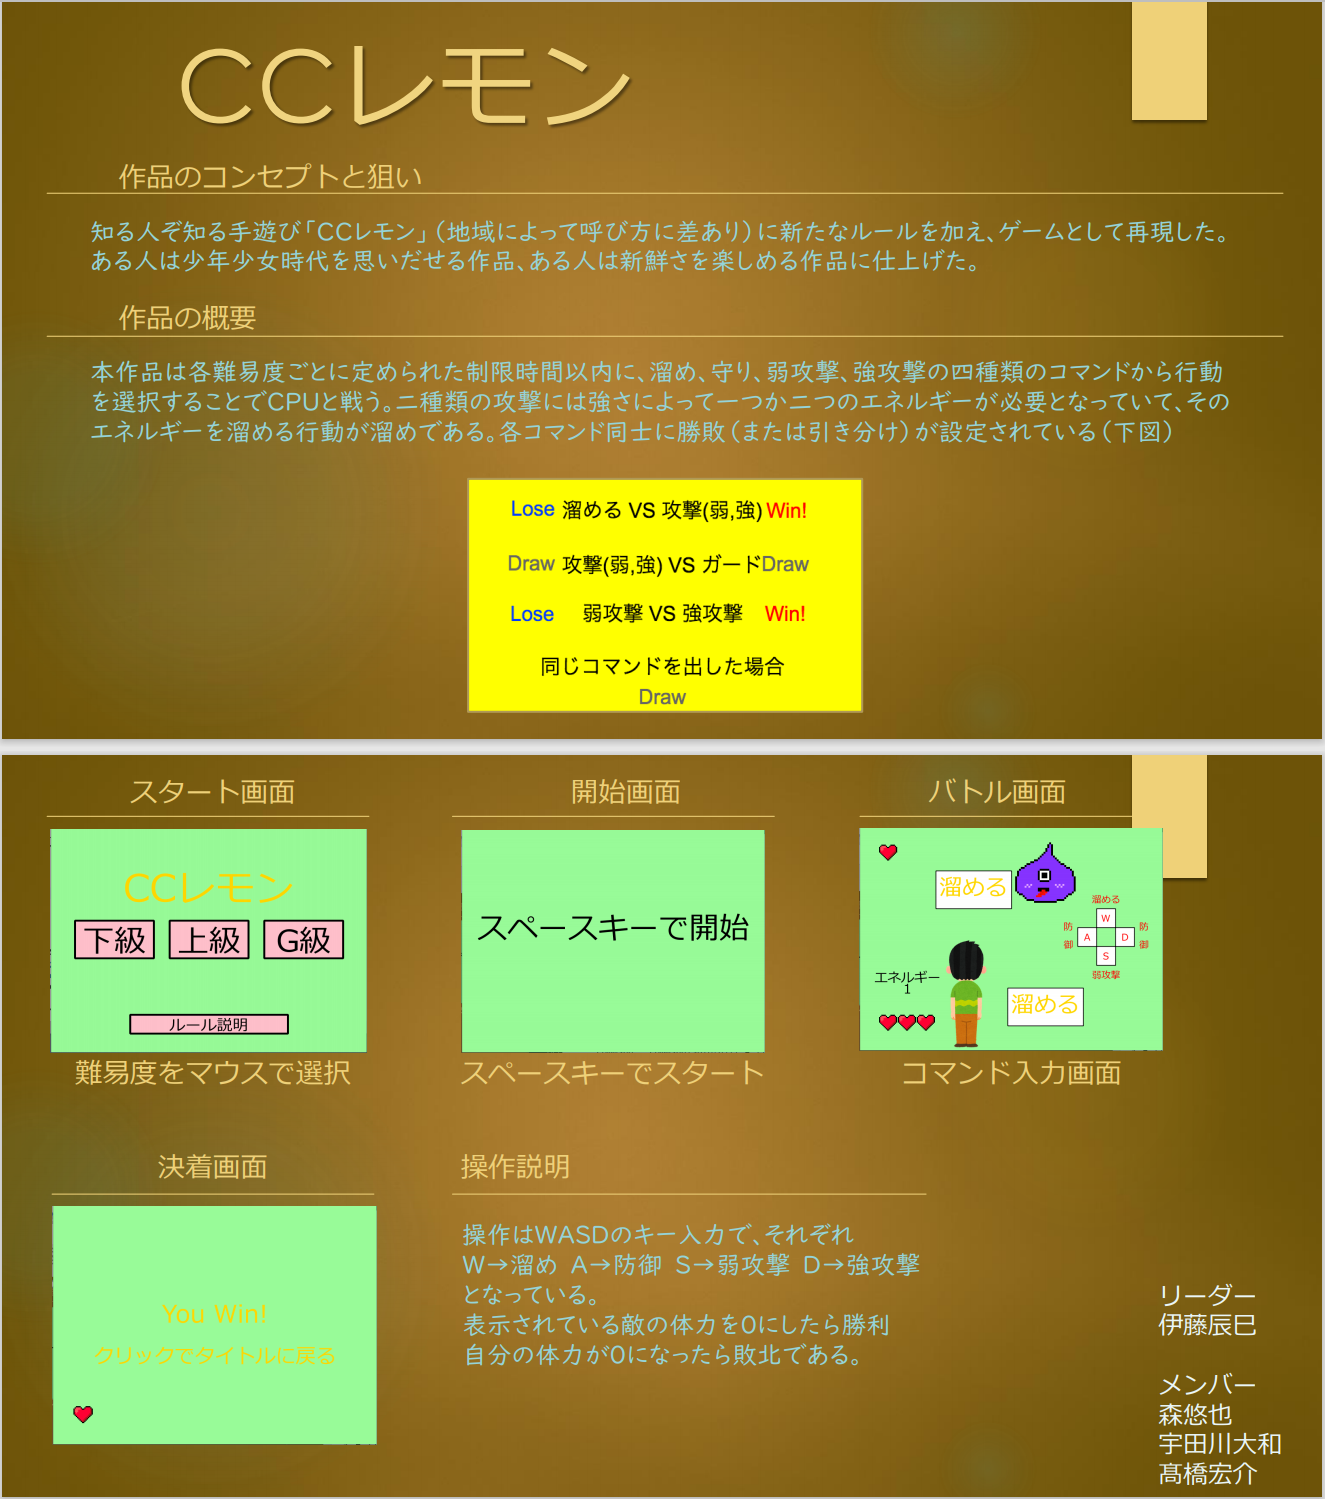 CCレモン
作品のコンセプトと狙い
知る人ぞ知る手遊び「CCレモン」（地域によって呼び方に差あり）に新たなルールを加え、ゲームとして再現した。
ある人は少年少女時代を思いだせる作品、ある人は新鮮さを楽しめる作品に仕上げた。
作品の概要
本作品は各難易度ごとに定められた制限時間以内に、溜め、守り、弱攻撃、強攻撃の四種類のコマンドから行動
を選択することでCPUと戦う。二種類の攻撃には強さによって一つか二つのエネルギーが必要となっていて、その
エネルギーを溜める行動が溜めである。各コマンド同士に勝敗（または引き分け）が設定されている（下図）
Lose 溜める VS 攻撃(弱,強) Win!
Draw 攻撃(弱,強) VS ガード Draw
Lose 弱攻撃 VS 強攻撃 Win!
同じコマンドを出した場合
Draw
スタート画面
CCレモン
下級 上級 G級
ルール説明
難易度をマウスで選択
開始画面
スペースキーで開始
スペースキーでスタート
バトル画面
溜める
溜める
W
防御 A D 防御
S
弱攻撃
エネルギー
1
溜める
コマンド入力画面
決着画面
You Win!
クリックでタイトルに戻る
操作説明
操作はWASDのキー入力で、それぞれ
W→溜め A→防御 S→弱攻撃 D→強攻撃
となっている。
表示されている敵の体力を0にしたら勝利
自分の体力が0になったら敗北である。
リーダー
伊藤辰巳
メンバー
森悠也
宇田川大和
髙橋宏介